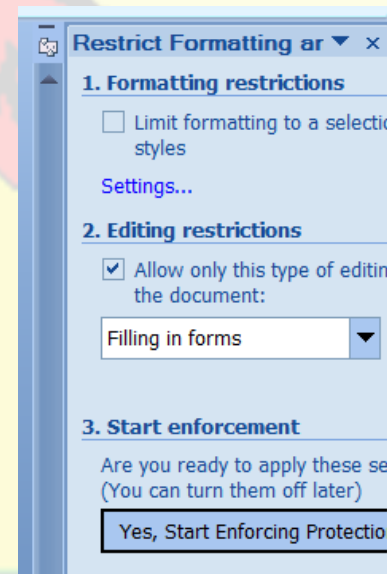 Restrict Formatting ar
1. Formatting restrictions
Limit formatting to a selectio
styles
Settings...
2. Editing restrictions
Allow only this type of editin
the document:
Filling in forms
3. Start enforcement
Are you ready to apply these se
(You can turn them off later)
Yes, Start Enforcing Protection